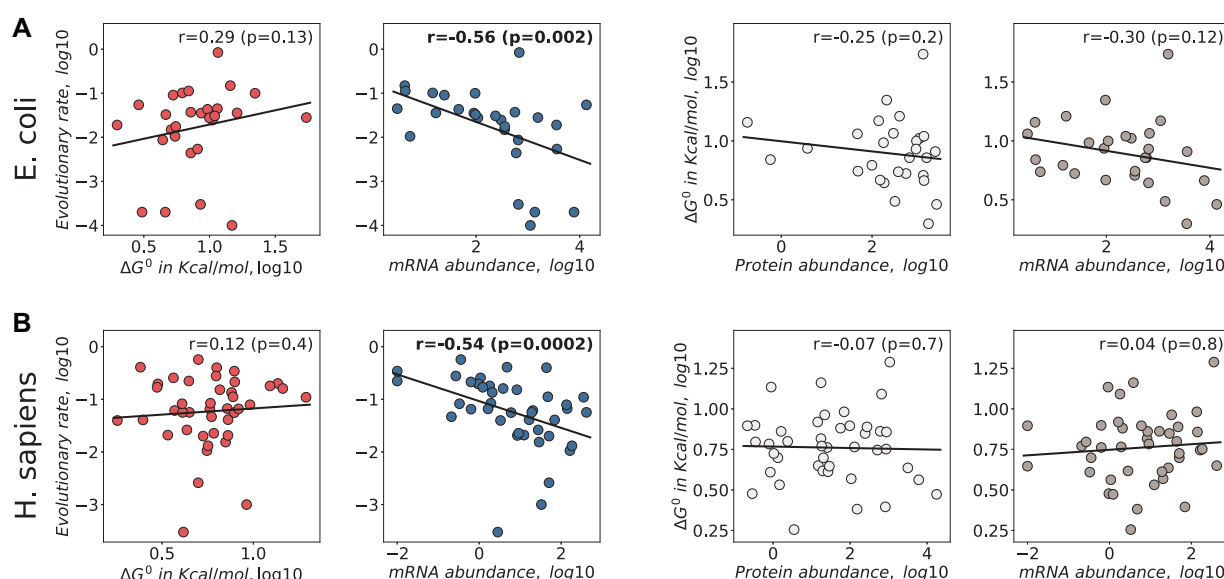 A
E. coli
r=0.29 (p=0.13)
Evolutionary rate, log10
0
−1
−2
−3
−4
0.5 1.0 1.5
ΔG⁰ in Kcal/mol, log10
r=-0.56 (p=0.002)
0
−1
−2
−3
−4
2 4
mRNA abundance, log10
r=-0.25 (p=0.2)
ΔG⁰ in Kcal/mol, log10
1.5
1.0
0.5
0 2
Protein abundance, log10
r=-0.30 (p=0.12)
1.5
1.0
0.5
2 4
mRNA abundance, log10
B
H. sapiens
r=0.12 (p=0.4)
Evolutionary rate, log10
0
−1
−2
−3
0.5 1.0
ΔG⁰ in Kcal/mol, log10
r=-0.54 (p=0.0002)
0
−1
−2
−3
−2 0 2
mRNA abundance, log10
r=-0.07 (p=0.7)
ΔG⁰ in Kcal/mol, log10
1.25
1.00
0.75
0.50
0.25
0 2 4
Protein abundance, log10
r=0.04 (p=0.8)
1.25
1.00
0.75
0.50
0.25
−2 0 2
mRNA abundance, log10